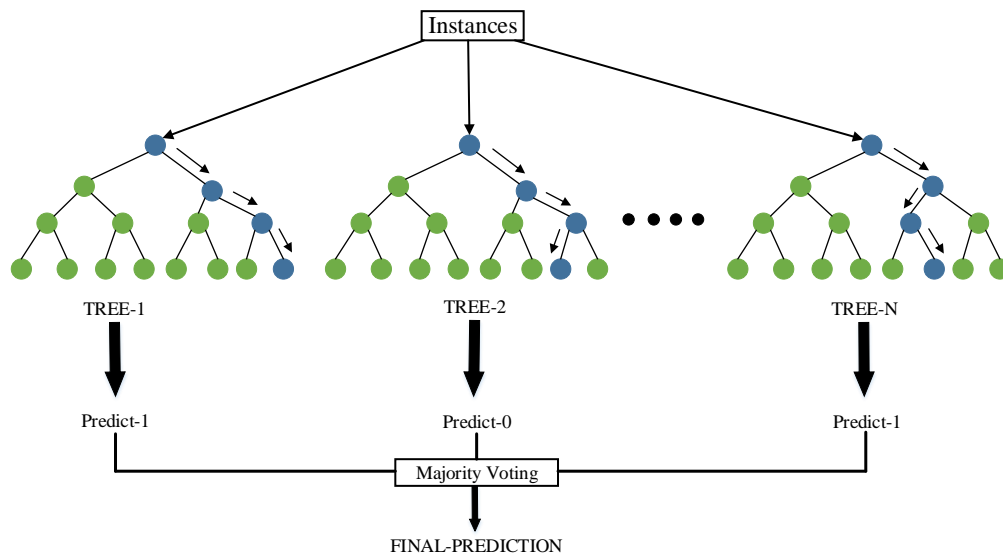 Instances
TREE-1
TREE-2
TREE-N
Predict-1
Predict-0
Predict-1
Majority Voting
FINAL-PREDICTION